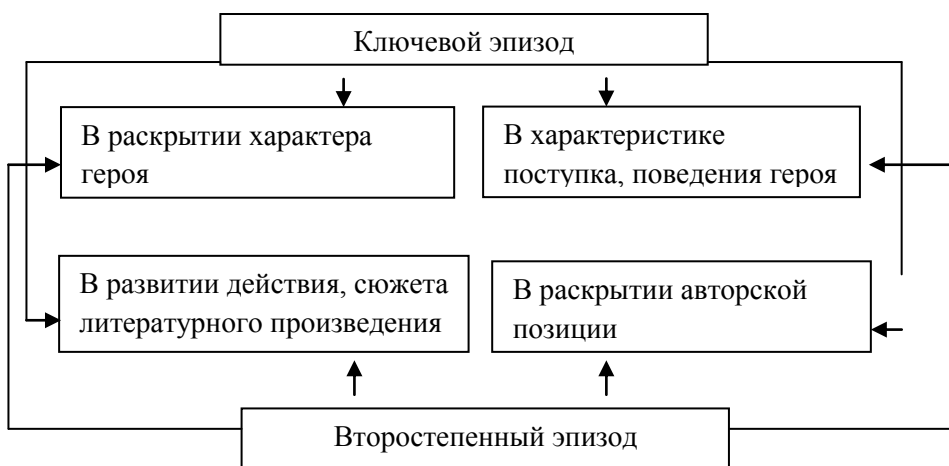 Ключевой эпизод
В раскрытии характера
героя
В характеристике
поступка, поведения героя
В развитии действия, сюжета
литературного произведения
В раскрытии авторской
позиции
Второстепенный эпизод